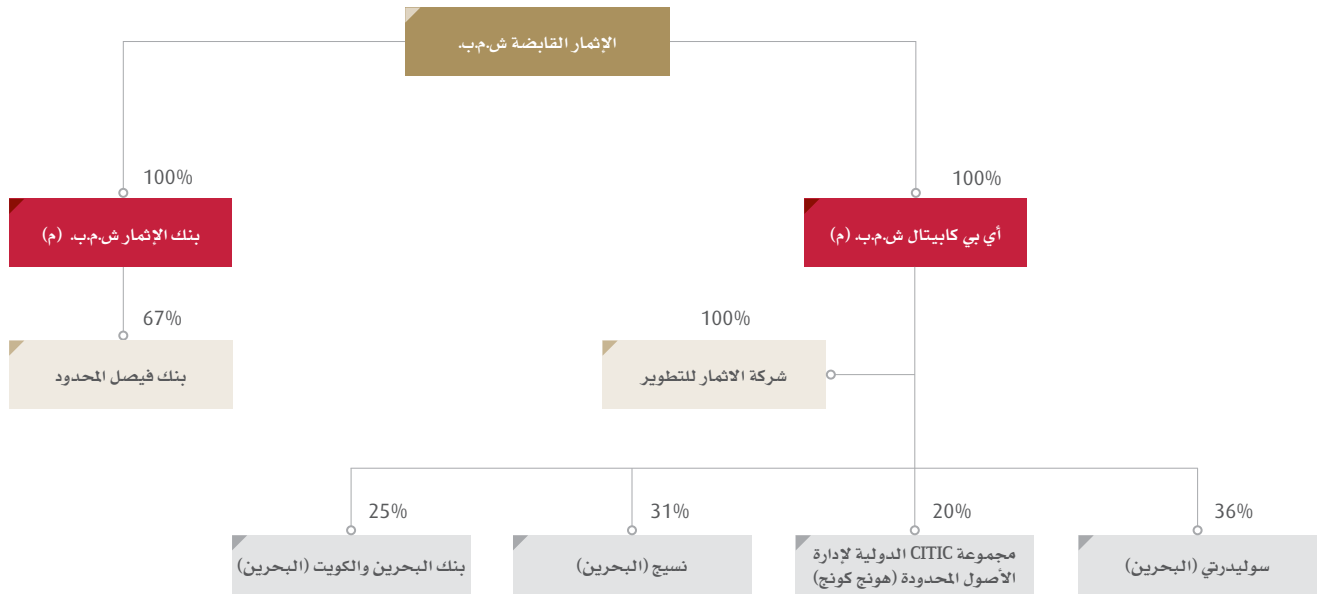 الإثمار القابضة ش.م.ب.
100%
100%
أي بي كابيتال ش.م.ب. (م)
بنك الإثمار ش.م.ب. (م)
100%
67%
شركة الاثمار للتطوير
بنك فيصل المحدود
36%
20%
31%
25%
سوليدرتي (البحرين)
مجموعة CITIC الدولية لإدارة
الأصول المحدودة (هونج كونج)
نسيج (البحرين)
بنك البحرين والكويت (البحرين)